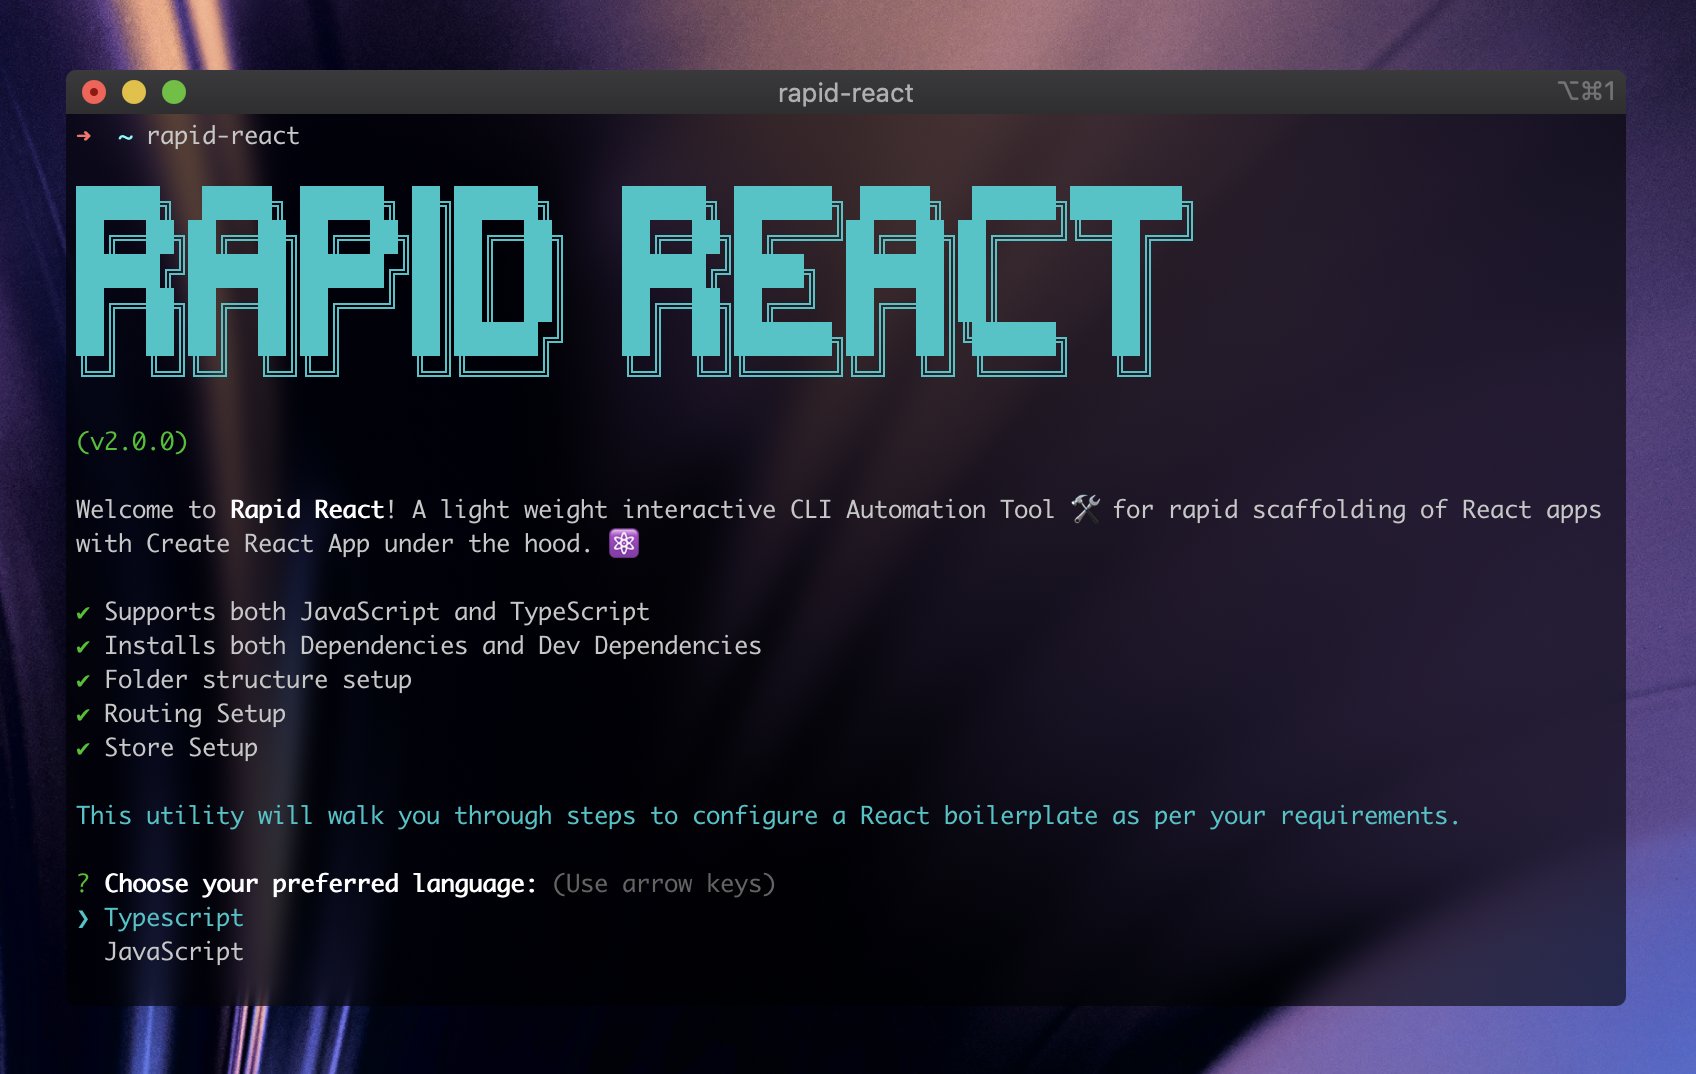 rapid-react
⌥⌘1
➜ ~ rapid-react
RAPID REACT
(v2.0.0)
Welcome to Rapid React! A light weight interactive CLI Automation Tool 🛠 for rapid scaffolding of React apps
with Create React App under the hood. ⚛
✔ Supports both JavaScript and TypeScript
✔ Installs both Dependencies and Dev Dependencies
✔ Folder structure setup
✔ Routing Setup
✔ Store Setup
This utility will walk you through steps to configure a React boilerplate as per your requirements.
? Choose your preferred language: (Use arrow keys)
❯ Typescript
JavaScript